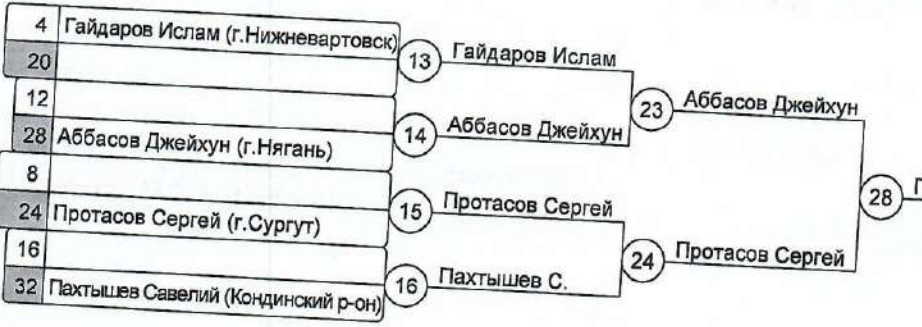 4 Гайдаров Ислам (г.Нижневартовск)
20
13 Гайдаров Ислам
12
28 Аббасов Джейхун (г.Нягань)
14 Аббасов Джейхун
23 Аббасов Джейхун
8
24 Протасов Сергей (г.Сургут)
15 Протасов Сергей
16
32 Пахтышев Савелий (Кондинский р-он)
16 Пахтышев С.
24 Протасов Сергей
28